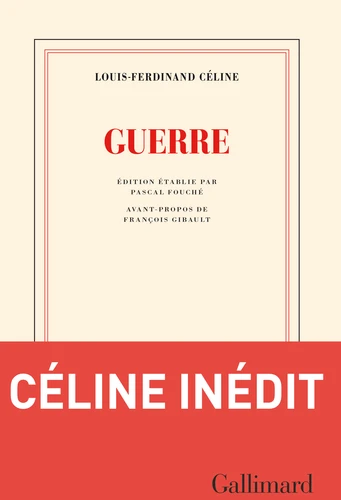 LOUIS-FERDINAND CÉLINE
GUERRE
ÉDITION ÉTABLIE PAR
PASCAL FOUCHÉ
AVANT-PROPOS DE
FRANÇOIS GIBAULT
CÉLINE INÉDIT
Gallimard